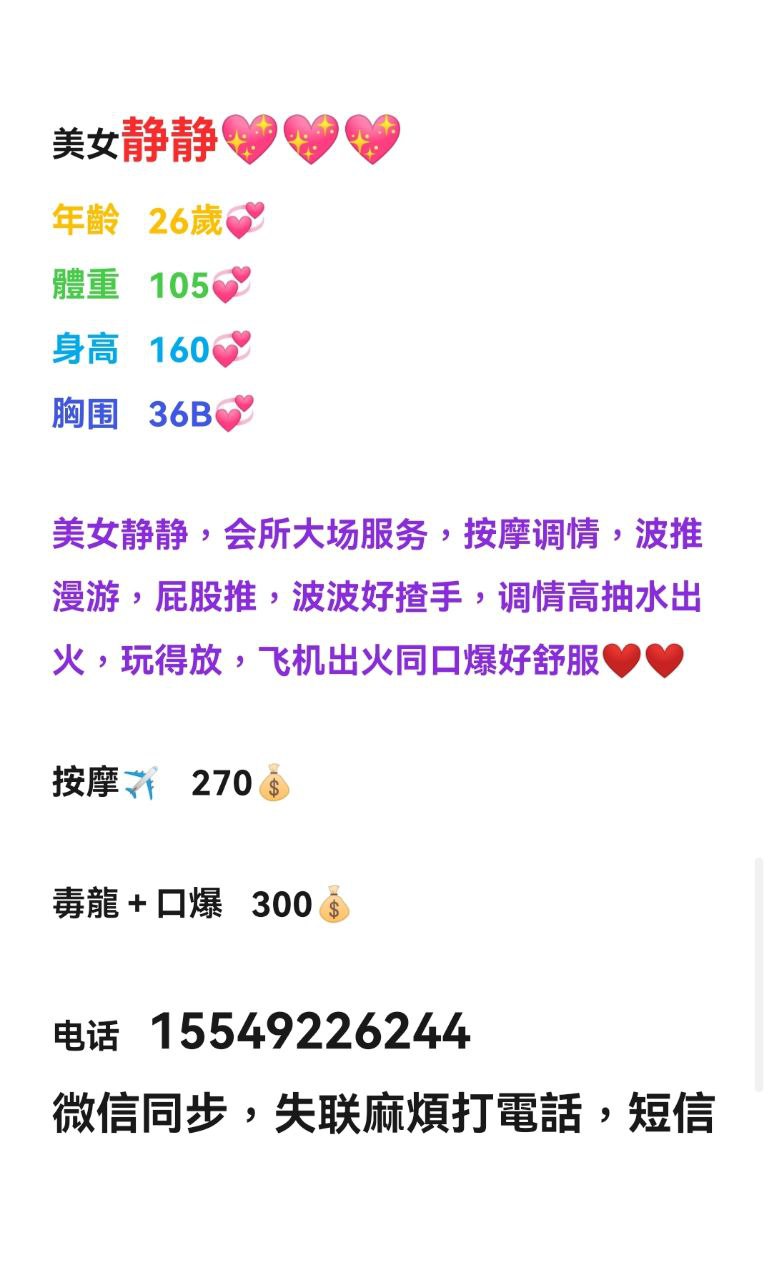 美女静静💖💖💖
年齡 26歲💞
體重 105💞
身高 160💞
胸围 36B💞
美女静静，会所大场服务，按摩调情，波推
漫游，屁股推，波波好揸手，调情高抽水出
火，玩得放，飞机出火同口爆好舒服❤️❤️
按摩✈️ 270💰
毒龍+口爆 300💰
电话 15549226244
微信同步，失联麻煩打電話，短信